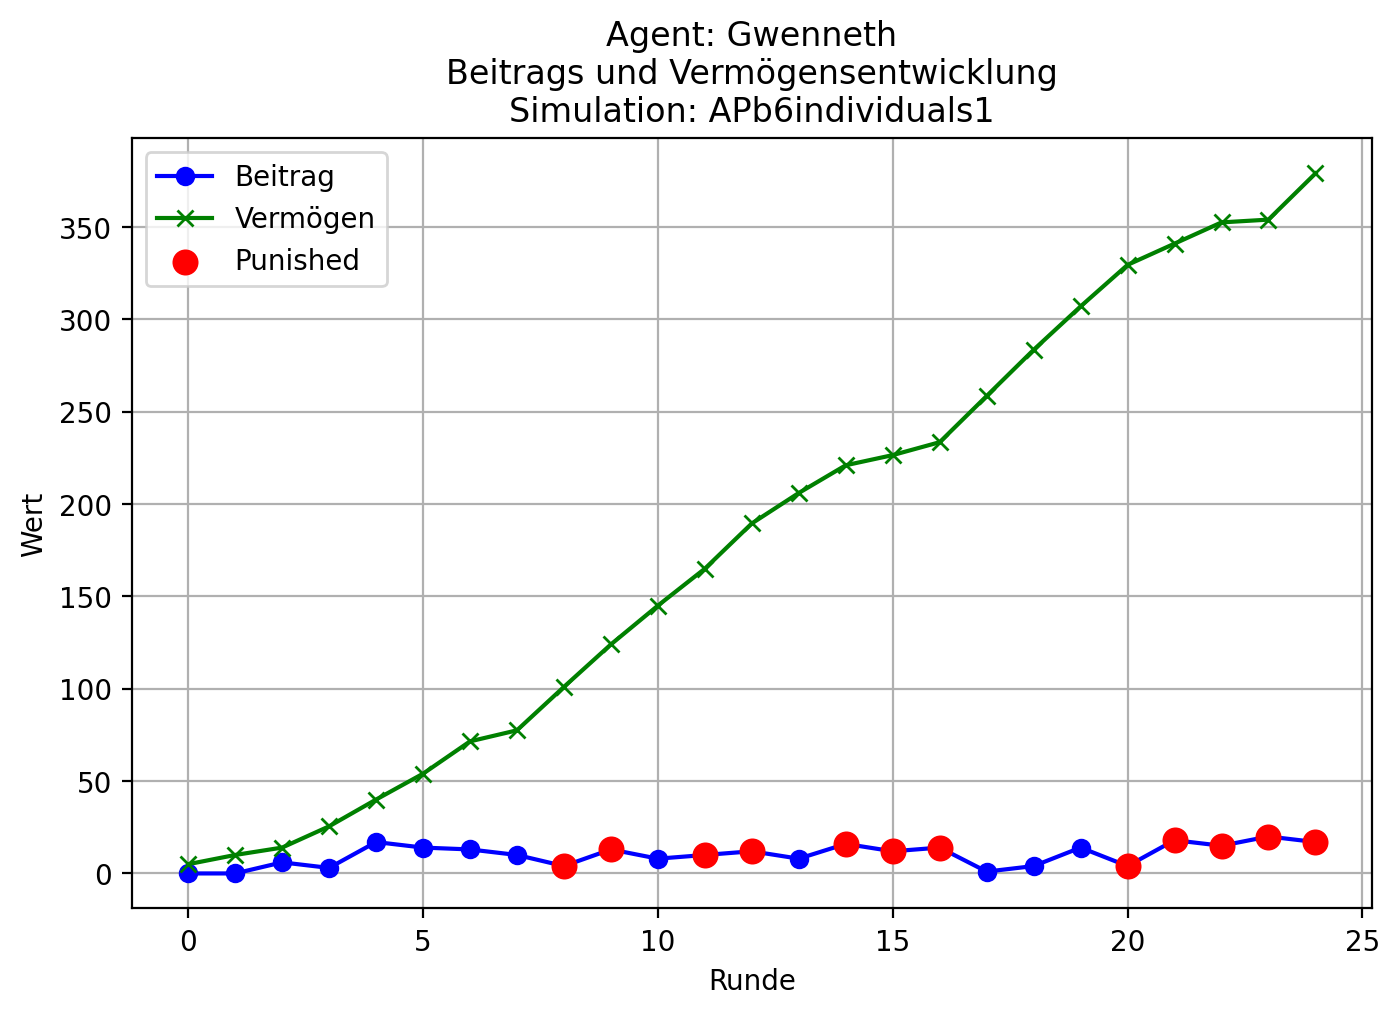 Agent: Gwenneth
Beitrags und Vermögensentwicklung
Simulation: APb6individuals1
Beitrag
Vermögen
Punished
350
300
250
200
150
100
50
0
Wert
0 5 10 15 20 25
Runde